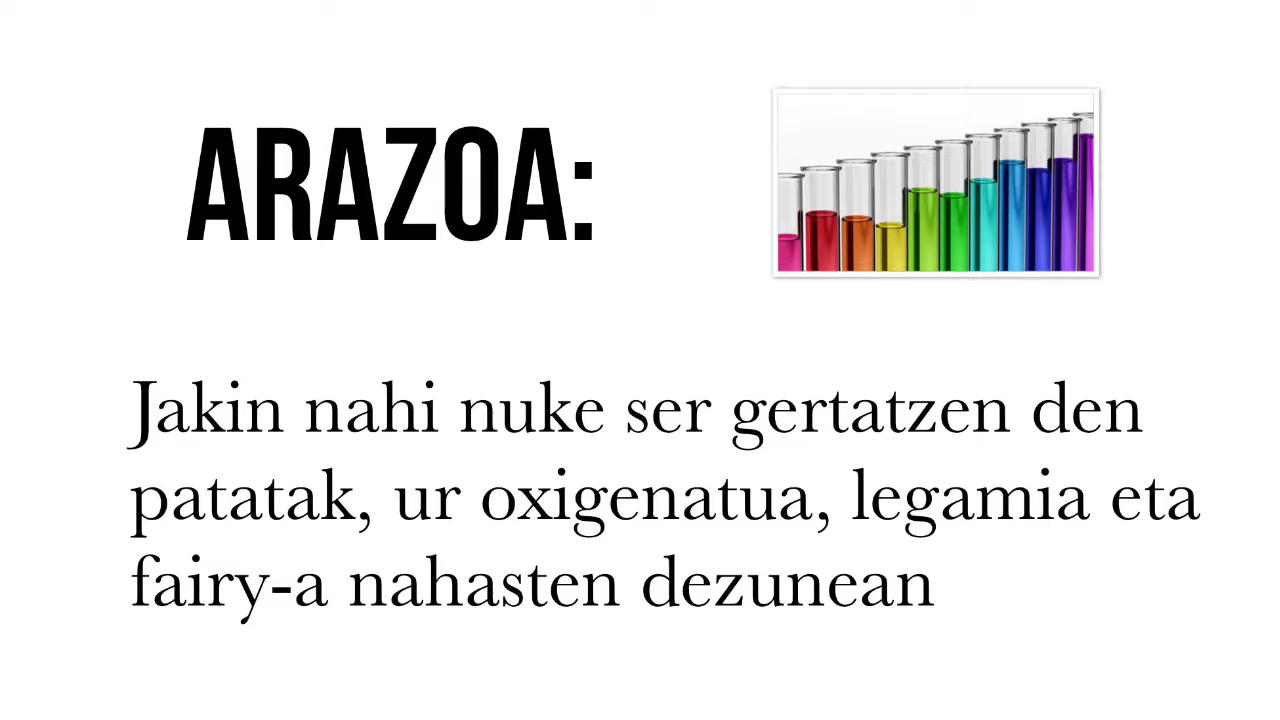 ARAZOA:
Jakin nahi nuke ser gertatzen den
patatak, ur oxigenatua, legamia eta
fairy-a nahasten dezunean